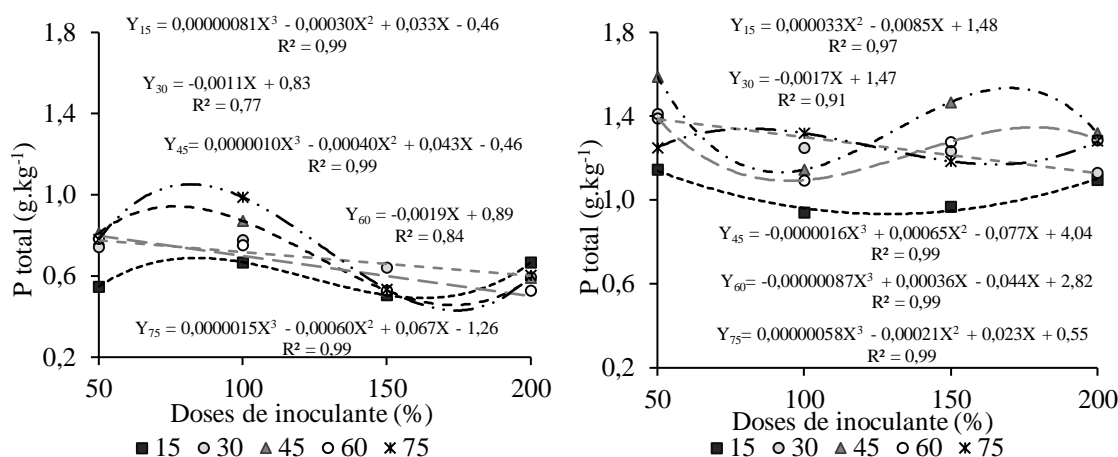 Y₁₅ = 0,00000081X³ - 0,00030X² + 0,033X - 0,46
R² = 0,99
Y₃₀ = -0,0011X + 0,83
R² = 0,77
Y₄₅= 0,0000010X³ - 0,00040X² + 0,043X - 0,46
R² = 0,99
Y₆₀ = -0,0019X + 0,89
R² = 0,84
Y₇₅ = 0,0000015X³ - 0,00060X² + 0,067X - 1,26
R² = 0,99
1,8
1,4
1,0
0,6
0,2
P total (g.kg⁻¹)
50 100 150 200
Doses de inoculante (%)
15 30 45 60 75
Y₁₅ = 0,000033X² - 0,0085X + 1,48
R² = 0,97
Y₃₀ = -0,0017X + 1,47
R² = 0,91
Y₄₅ = -0,0000016X³ + 0,00065X² - 0,077X + 4,04
R² = 0,99
Y₆₀= -0,00000087X³ + 0,00036X² - 0,044X + 2,82
R² = 0,99
Y₇₅= 0,00000058X³ - 0,00021X² + 0,023X + 0,55
R² = 0,99
1,8
1,4
1,0
0,6
0,2
P total (g.kg⁻¹)
50 100 150 200
Doses de inoculante (%)
15 30 45 60 75